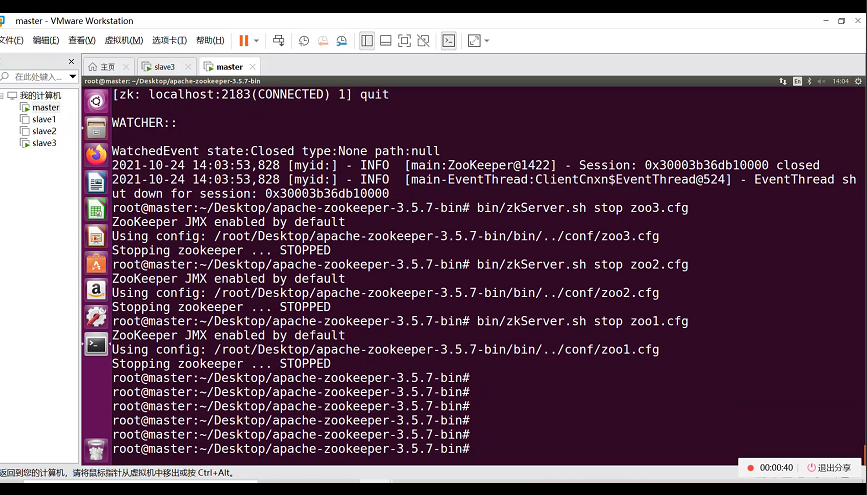 master - VMware Workstation
文件(F) 编辑(E) 查看(V) 虚拟机(M) 选项卡(T) 帮助(H)
在此处键入...
主页
slave3
master
我的计算机
master
slave1
slave2
slave3
root@master: ~/Desktop/apache-zookeeper-3.5.7-bin
En
14:04
[zk: localhost:2183(CONNECTED) 1] quit
WATCHER::
WatchedEvent state:Closed type:None path:null
2021-10-24 14:03:53,828 [myid:] - INFO  [main:ZooKeeper@1422] - Session: 0x30003b36db10000 closed
2021-10-24 14:03:53,828 [myid:] - INFO  [main-EventThread:ClientCnxn$EventThread@524] - EventThread sh
ut down for session: 0x30003b36db10000
root@master:~/Desktop/apache-zookeeper-3.5.7-bin# bin/zkServer.sh stop zoo3.cfg
ZooKeeper JMX enabled by default
Using config: /root/Desktop/apache-zookeeper-3.5.7-bin/bin/../conf/zoo3.cfg
Stopping zookeeper ... STOPPED
root@master:~/Desktop/apache-zookeeper-3.5.7-bin# bin/zkServer.sh stop zoo2.cfg
ZooKeeper JMX enabled by default
Using config: /root/Desktop/apache-zookeeper-3.5.7-bin/bin/../conf/zoo2.cfg
Stopping zookeeper ... STOPPED
root@master:~/Desktop/apache-zookeeper-3.5.7-bin# bin/zkServer.sh stop zoo1.cfg
ZooKeeper JMX enabled by default
Using config: /root/Desktop/apache-zookeeper-3.5.7-bin/bin/../conf/zoo1.cfg
Stopping zookeeper ... STOPPED
root@master:~/Desktop/apache-zookeeper-3.5.7-bin#
root@master:~/Desktop/apache-zookeeper-3.5.7-bin#
root@master:~/Desktop/apache-zookeeper-3.5.7-bin#
root@master:~/Desktop/apache-zookeeper-3.5.7-bin#
root@master:~/Desktop/apache-zookeeper-3.5.7-bin#
root@master:~/Desktop/apache-zookeeper-3.5.7-bin#
返回到您的计算机，请将鼠标指针从虚拟机中移出或按 Ctrl+Alt。
00:00:40
退出分享